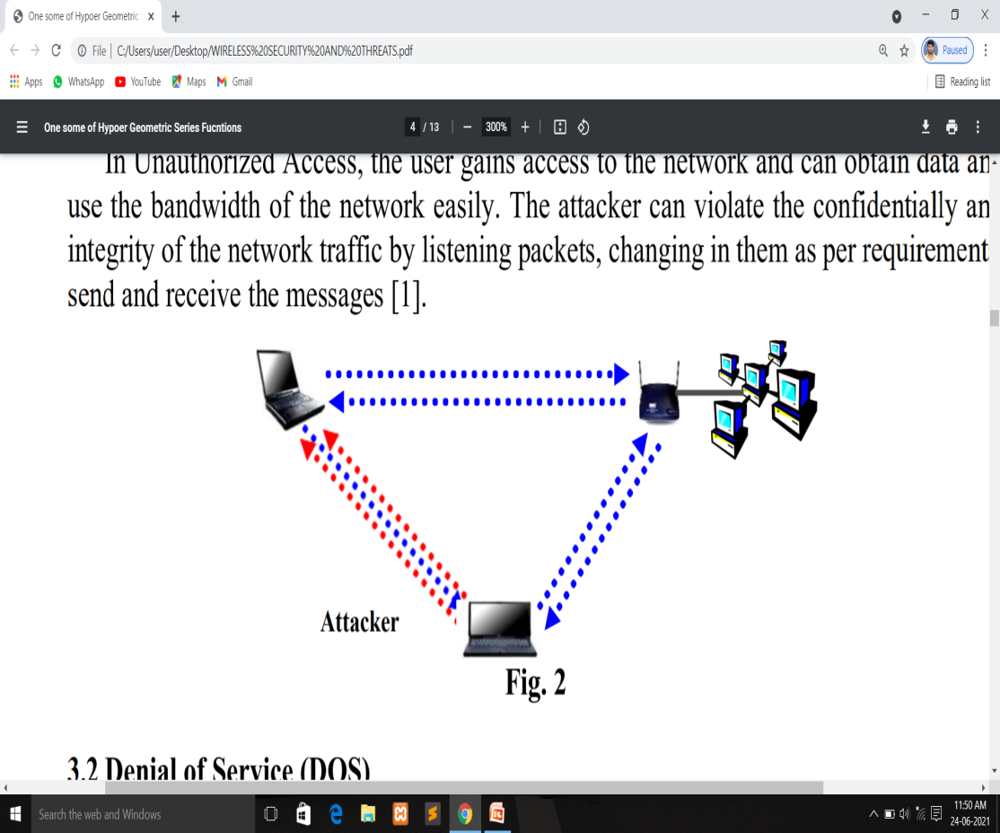 One some of Hypoer Geometric
File | C:/Users/user/Desktop/WIRELESS%20SECURITY%20AND%20THREATS.pdf
Paused
Apps WhatsApp YouTube Maps Gmail Reading list
One some of Hypoer Geometric Series Fucntions 4 / 13 300%
In Unauthorized Access, the user gains access to the network and can obtain data an
use the bandwidth of the network easily. The attacker can violate the confidentially an
integrity of the network traffic by listening packets, changing in them as per requirement
send and receive the messages [1].
Attacker
Fig. 2
3.2 Denial of Service (DOS)
Search the web and Windows
11:50 AM
24-06-2021